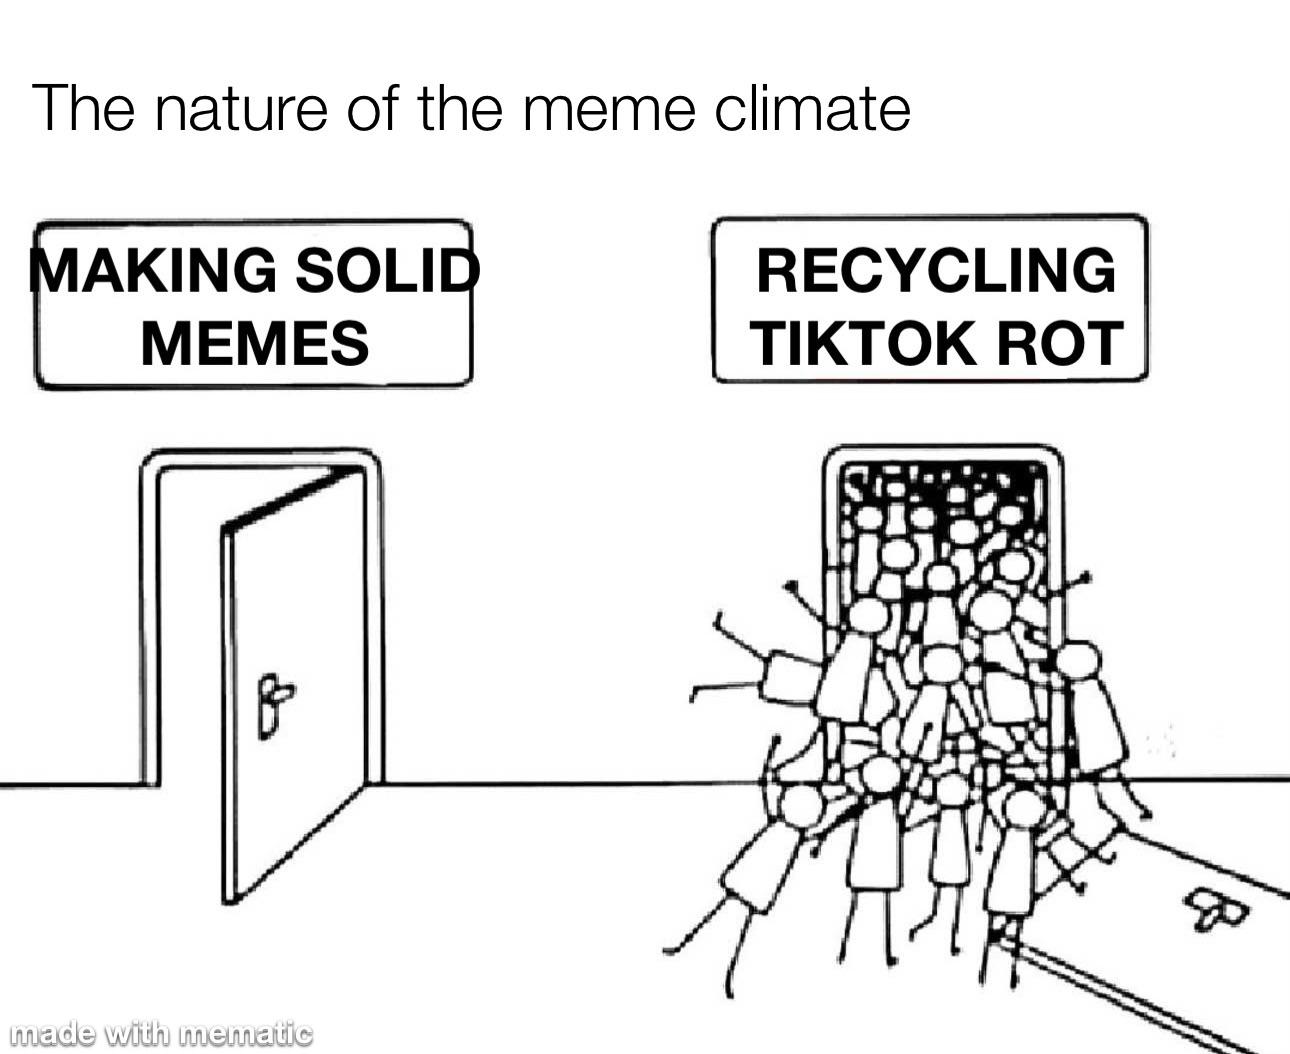 The nature of the meme climate
MAKING SOLID
MEMES
RECYCLING
TIKTOK ROT
made with mematic